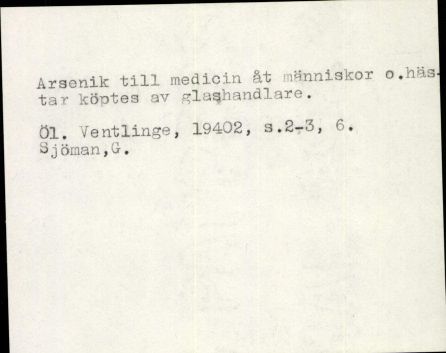 Arsenik till medicin åt människor o.häs-
tar köptes av glashandlare.
Öl. Ventlinge, 19402, s.2-3, 6.
Sjöman,G.